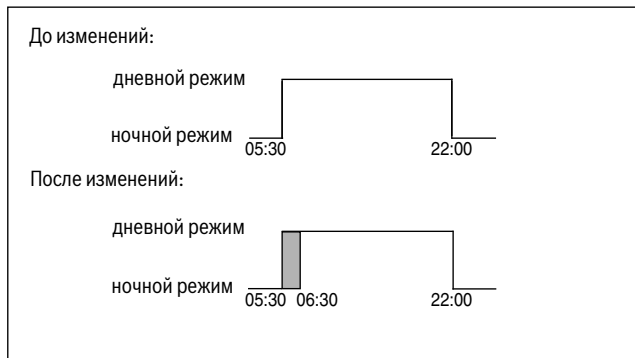 До изменений:
дневной режим
ночной режим
05:30 22:00
После изменений:
дневной режим
ночной режим
05:30 06:30 22:00